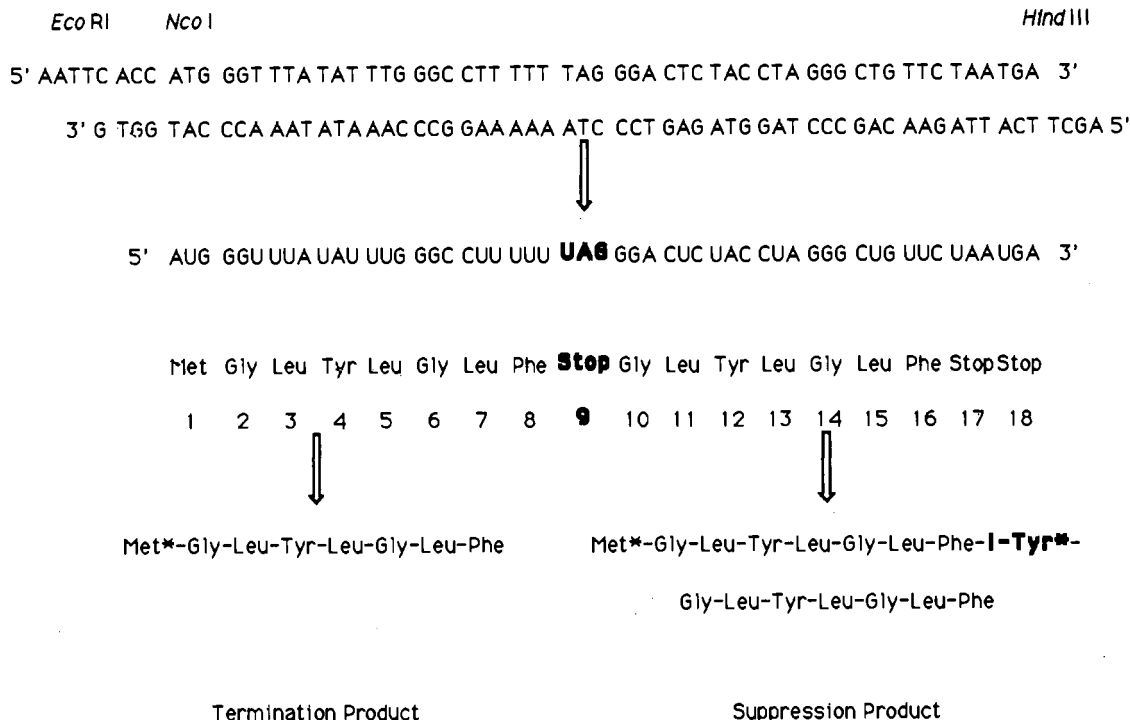 Eco RI Nco I Hind III
5' AATTC ACC ATG GGT TTA TAT TTG GGC CTT TTT TAG GGA CTC TAC CTA GGG CTG TTC TAATGA 3'
3' G TGG TAC CCA AAT ATA AAC CCG GAA AAA ATC CCT GAG ATG GAT CCC GAC AAG ATT ACT TCGA 5'
5' AUG GGU UUA UAU UUG GGC CUU UUU UAG GGA CUC UAC CUA GGG CUG UUC UAAUGA 3'
Met Gly Leu Tyr Leu Gly Leu Phe Stop Gly Leu Tyr Leu Gly Leu Phe Stop Stop
1 2 3 4 5 6 7 8 9 10 11 12 13 14 15 16 17 18
Met*-Gly-Leu-Tyr-Leu-Gly-Leu-Phe
Met*-Gly-Leu-Tyr-Leu-Gly-Leu-Phe-I-Tyr*-
Gly-Leu-Tyr-Leu-Gly-Leu-Phe
Termination Product
Suppression Product